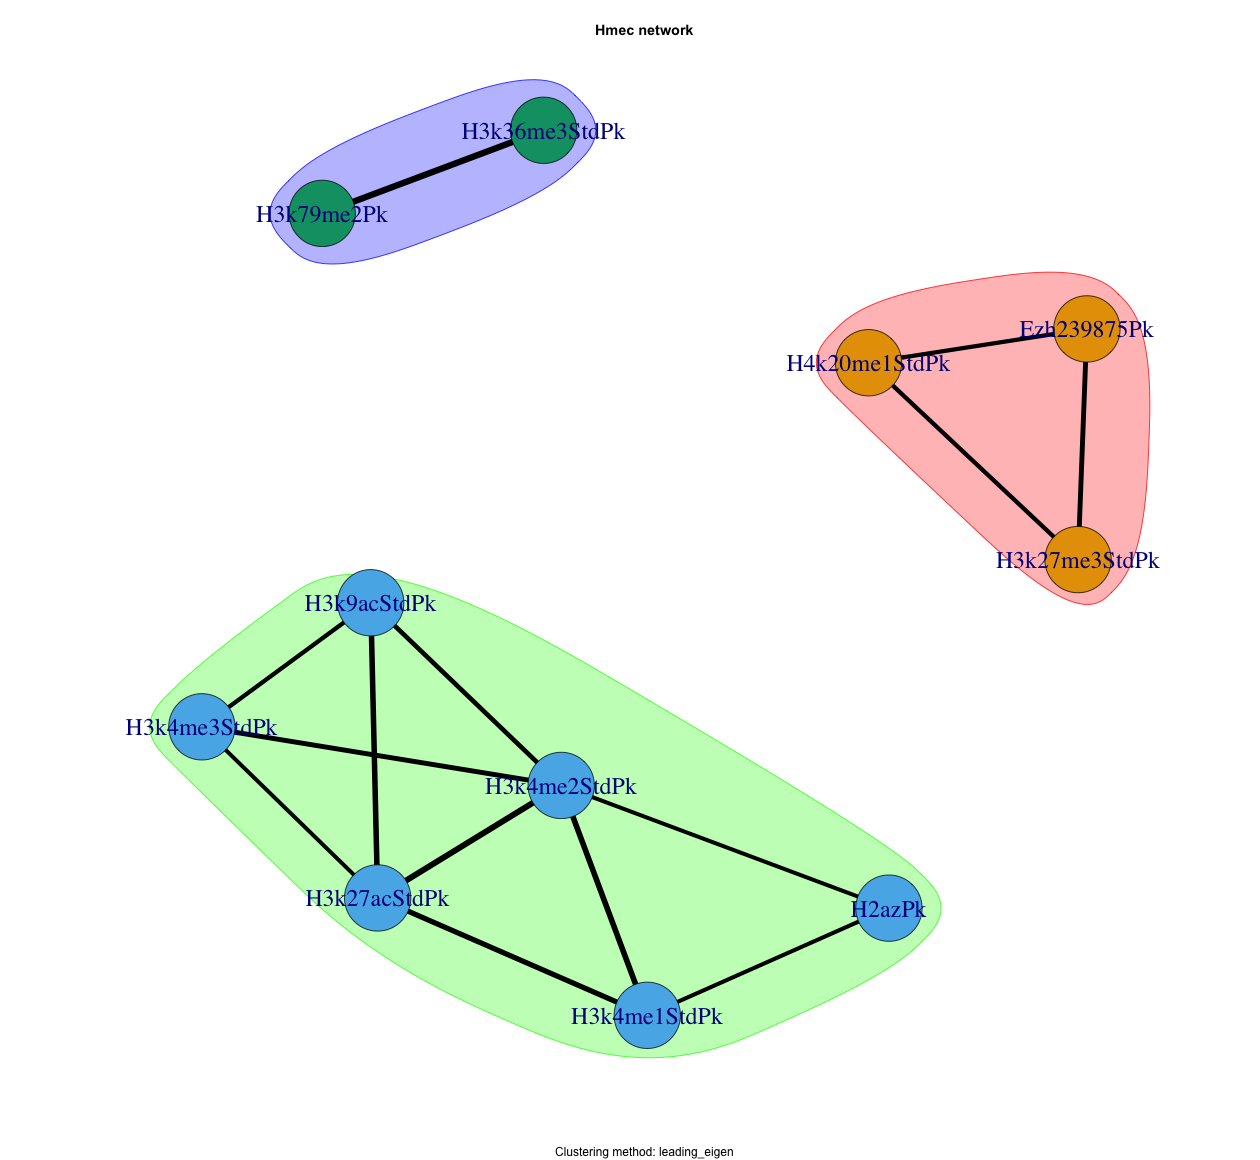 Hmec network
H3k36me3StdPk
H3k79me2Pk
Ezh239875Pk
H4k20me1StdPk
H3k27me3StdPk
H3k9acStdPk
H3k4me3StdPk
H3k4me2StdPk
H3k27acStdPk
H2azPk
H3k4me1StdPk
Clustering method: leading_eigen